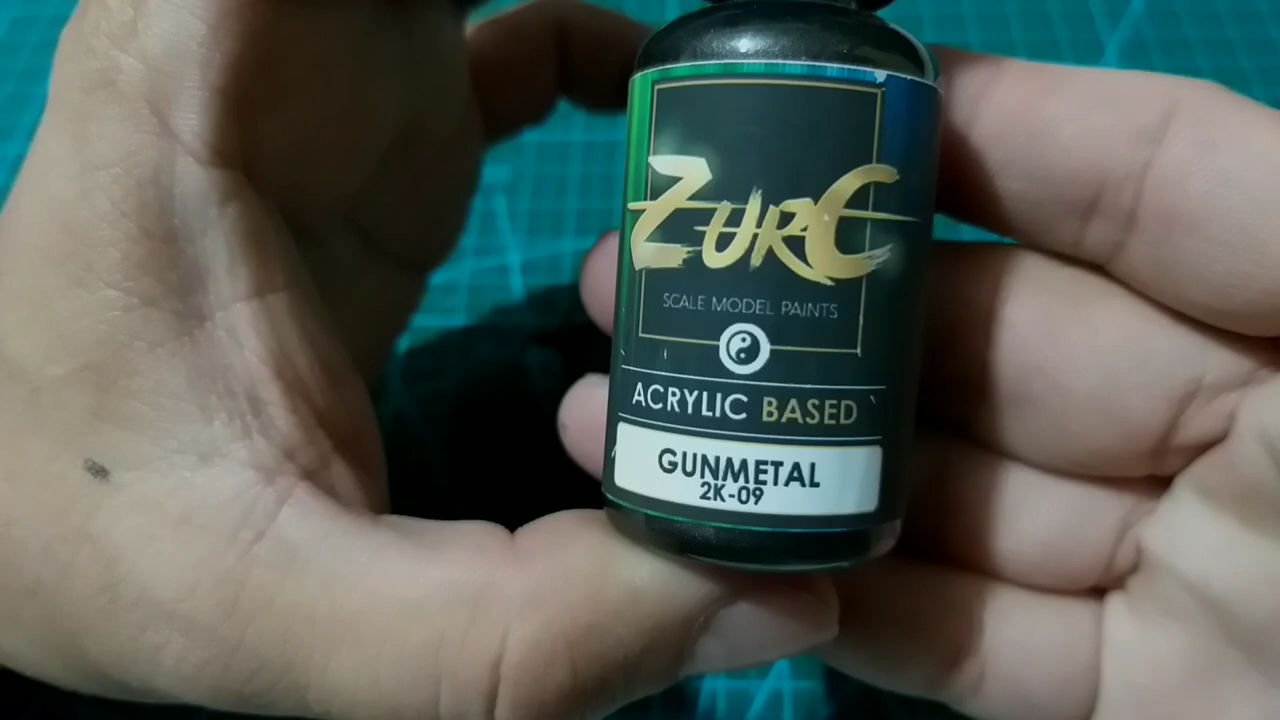 ZURC
SCALE MODEL PAINTS
ACRYLIC BASED
GUNMETAL
2K-09